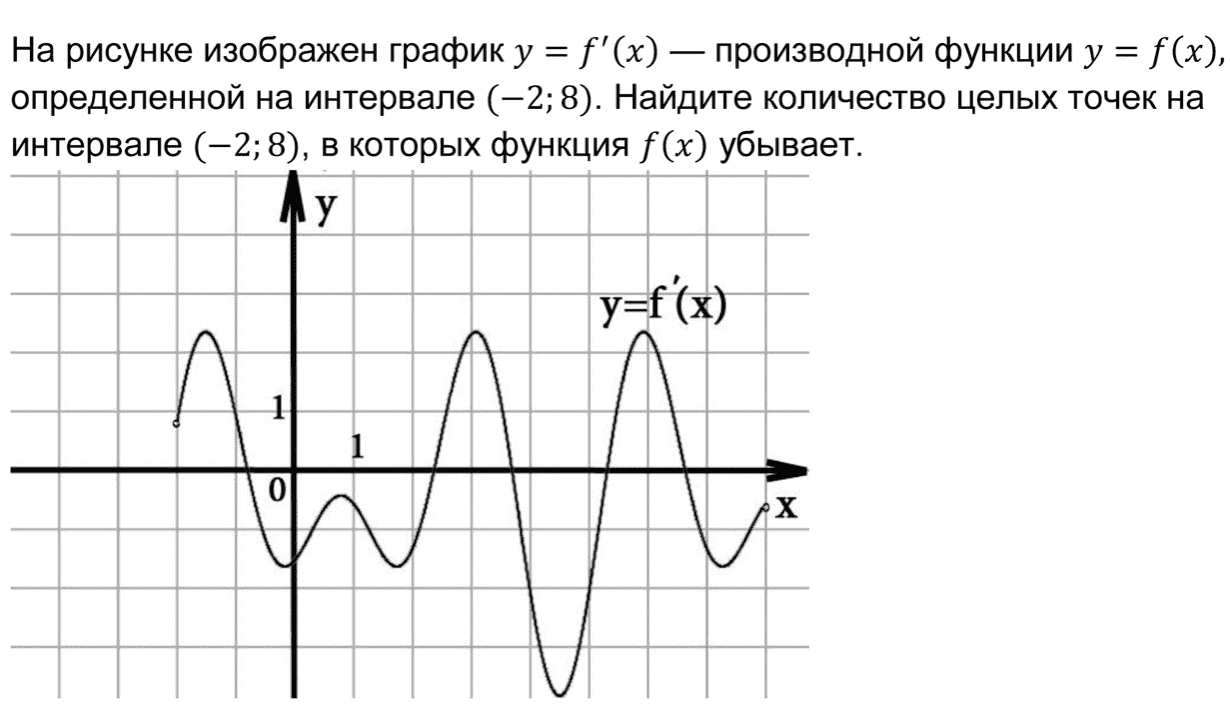 На рисунке изображен график y = f′(x) — производной функции y = f(x),
определенной на интервале (−2; 8). Найдите количество целых точек на
интервале (−2; 8), в которых функция f(x) убывает.
y
y=f′(x)
1
1
0
x